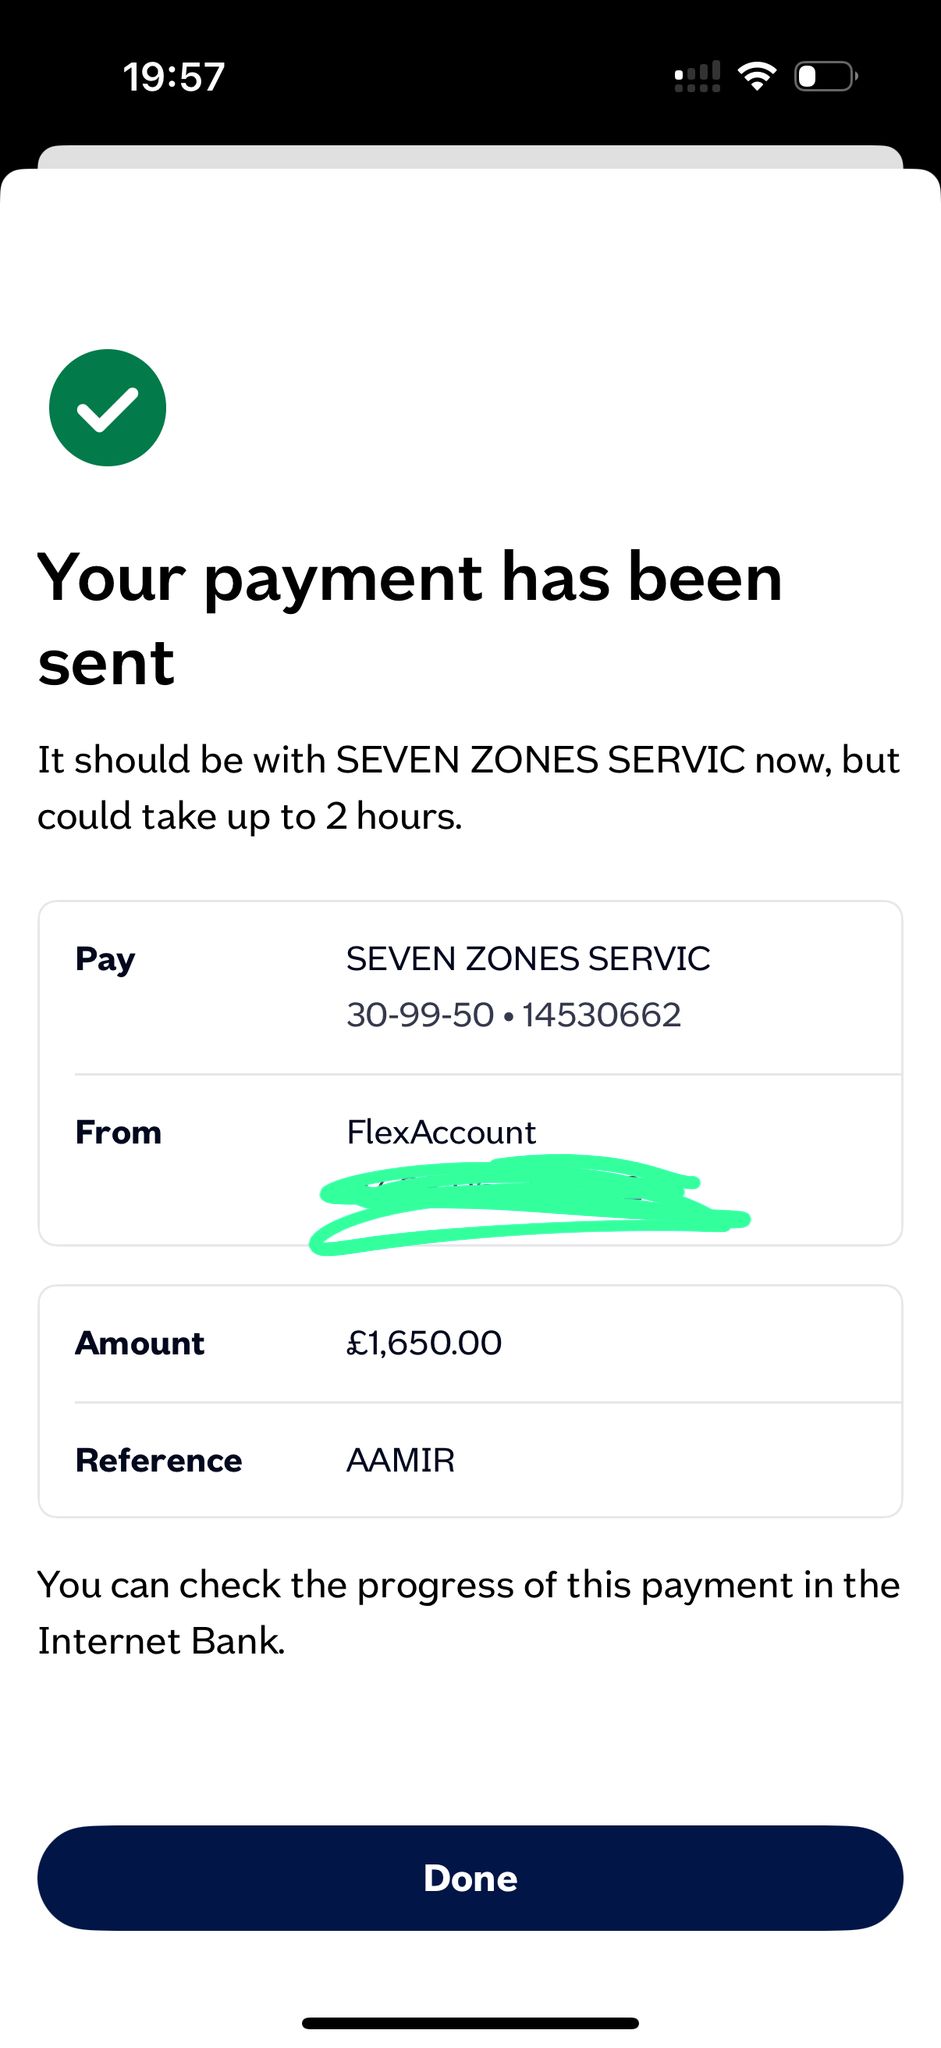 19:57
Your payment has been
sent
It should be with SEVEN ZONES SERVIC now, but
could take up to 2 hours.
Pay SEVEN ZONES SERVIC
30-99-50 • 14530662
From FlexAccount
Amount £1,650.00
Reference AAMIR
You can check the progress of this payment in the
Internet Bank.
Done